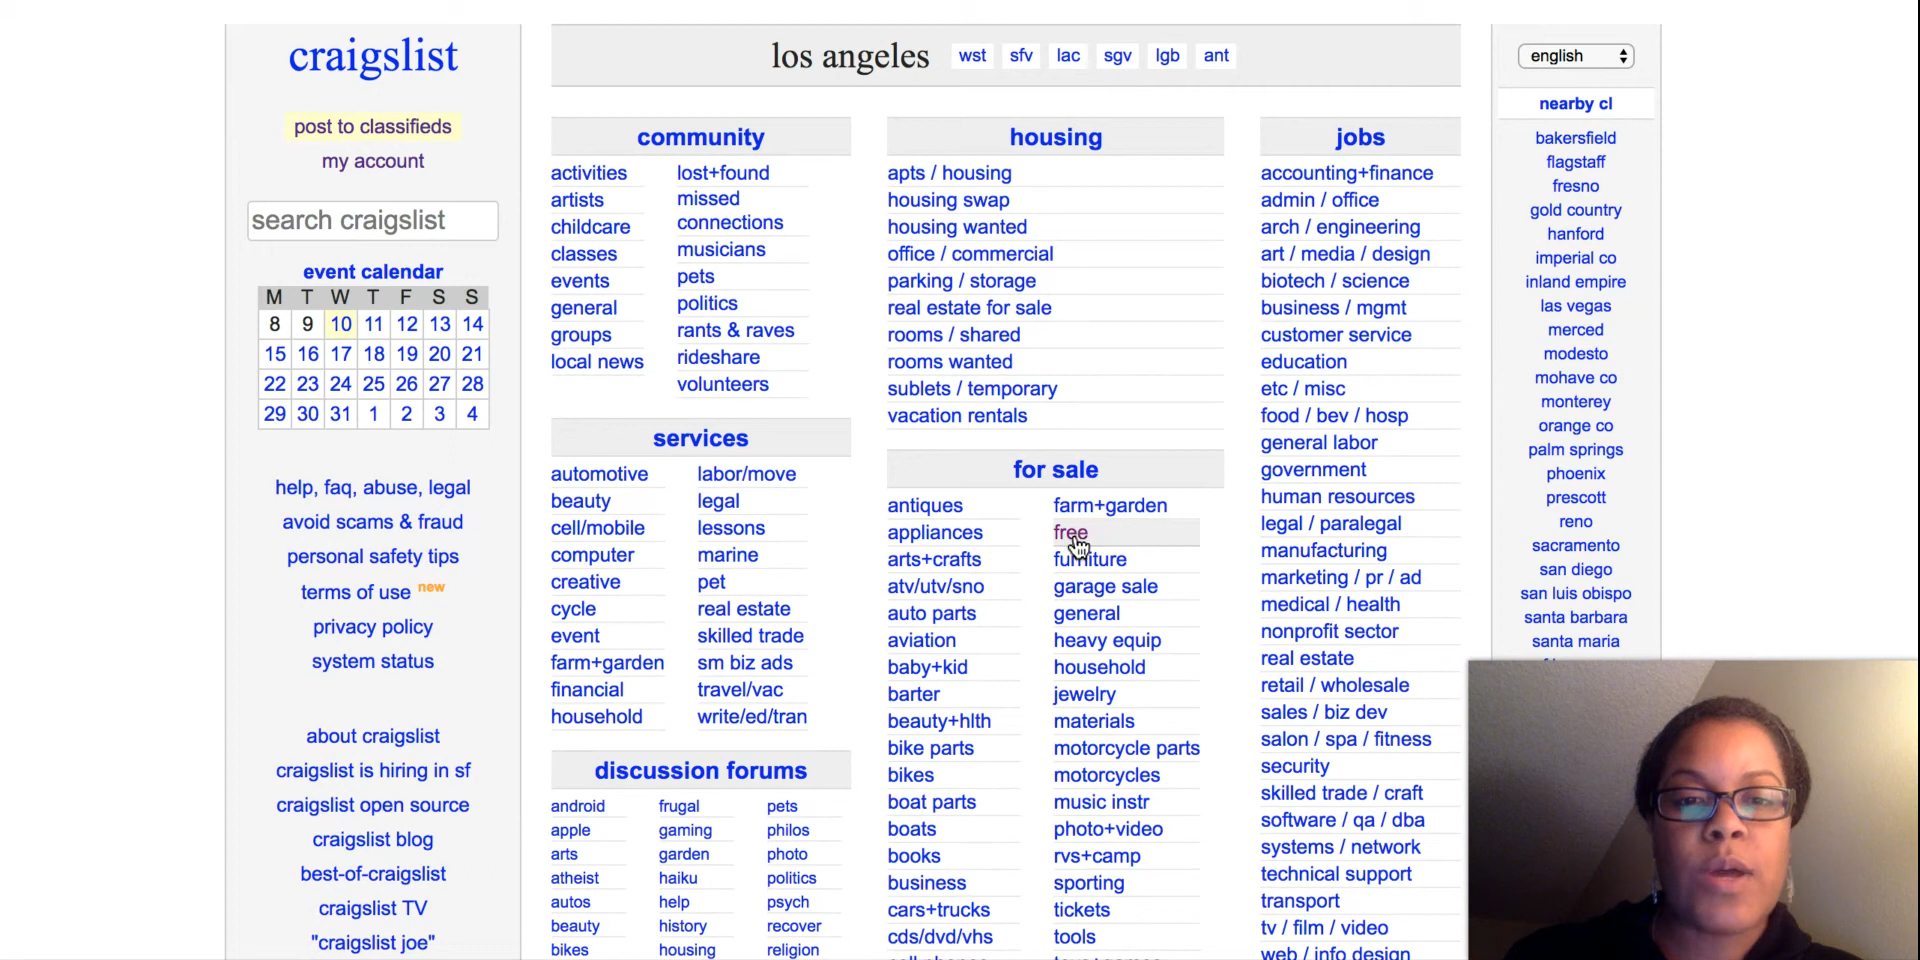 craigslist
post to classifieds
my account
search craigslist
event calendar
M T W T F S S
8 9 10 11 12 13 14
15 16 17 18 19 20 21
22 23 24 25 26 27 28
29 30 31 1 2 3 4
help, faq, abuse, legal
avoid scams & fraud
personal safety tips
terms of use new
privacy policy
system status
about craigslist
craigslist is hiring in sf
craigslist open source
craigslist blog
best-of-craigslist
craigslist TV
"craigslist joe"
los angeles wst sfv lac sgv lgb ant
community
activities
artists
childcare
classes
events
general
groups
local news
lost+found
missed
connections
musicians
pets
politics
rants & raves
rideshare
volunteers
services
automotive
beauty
cell/mobile
computer
creative
cycle
event
farm+garden
financial
household
labor/move
legal
lessons
marine
pet
real estate
skilled trade
sm biz ads
travel/vac
write/ed/tran
discussion forums
android
apple
arts
atheist
autos
beauty
bikes
frugal
gaming
garden
haiku
help
history
housing
pets
philos
photo
politics
psych
recover
religion
housing
apts / housing
housing swap
housing wanted
office / commercial
parking / storage
real estate for sale
rooms / shared
rooms wanted
sublets / temporary
vacation rentals
for sale
antiques
appliances
arts+crafts
atv/utv/sno
auto parts
aviation
baby+kid
barter
beauty+hlth
bike parts
bikes
boat parts
boats
books
business
cars+trucks
cds/dvd/vhs
farm+garden
free
furniture
garage sale
general
heavy equip
household
jewelry
materials
motorcycle parts
motorcycles
music instr
photo+video
rvs+camp
sporting
tickets
tools
jobs
accounting+finance
admin / office
arch / engineering
art / media / design
biotech / science
business / mgmt
customer service
education
etc / misc
food / bev / hosp
general labor
government
human resources
legal / paralegal
manufacturing
marketing / pr / ad
medical / health
nonprofit sector
real estate
retail / wholesale
sales / biz dev
salon / spa / fitness
security
skilled trade / craft
software / qa / dba
systems / network
technical support
transport
tv / film / video
web / info design
english
nearby cl
bakersfield
flagstaff
fresno
gold country
hanford
imperial co
inland empire
las vegas
merced
modesto
mohave co
monterey
orange co
palm springs
phoenix
prescott
reno
sacramento
san diego
san luis obispo
santa barbara
santa maria